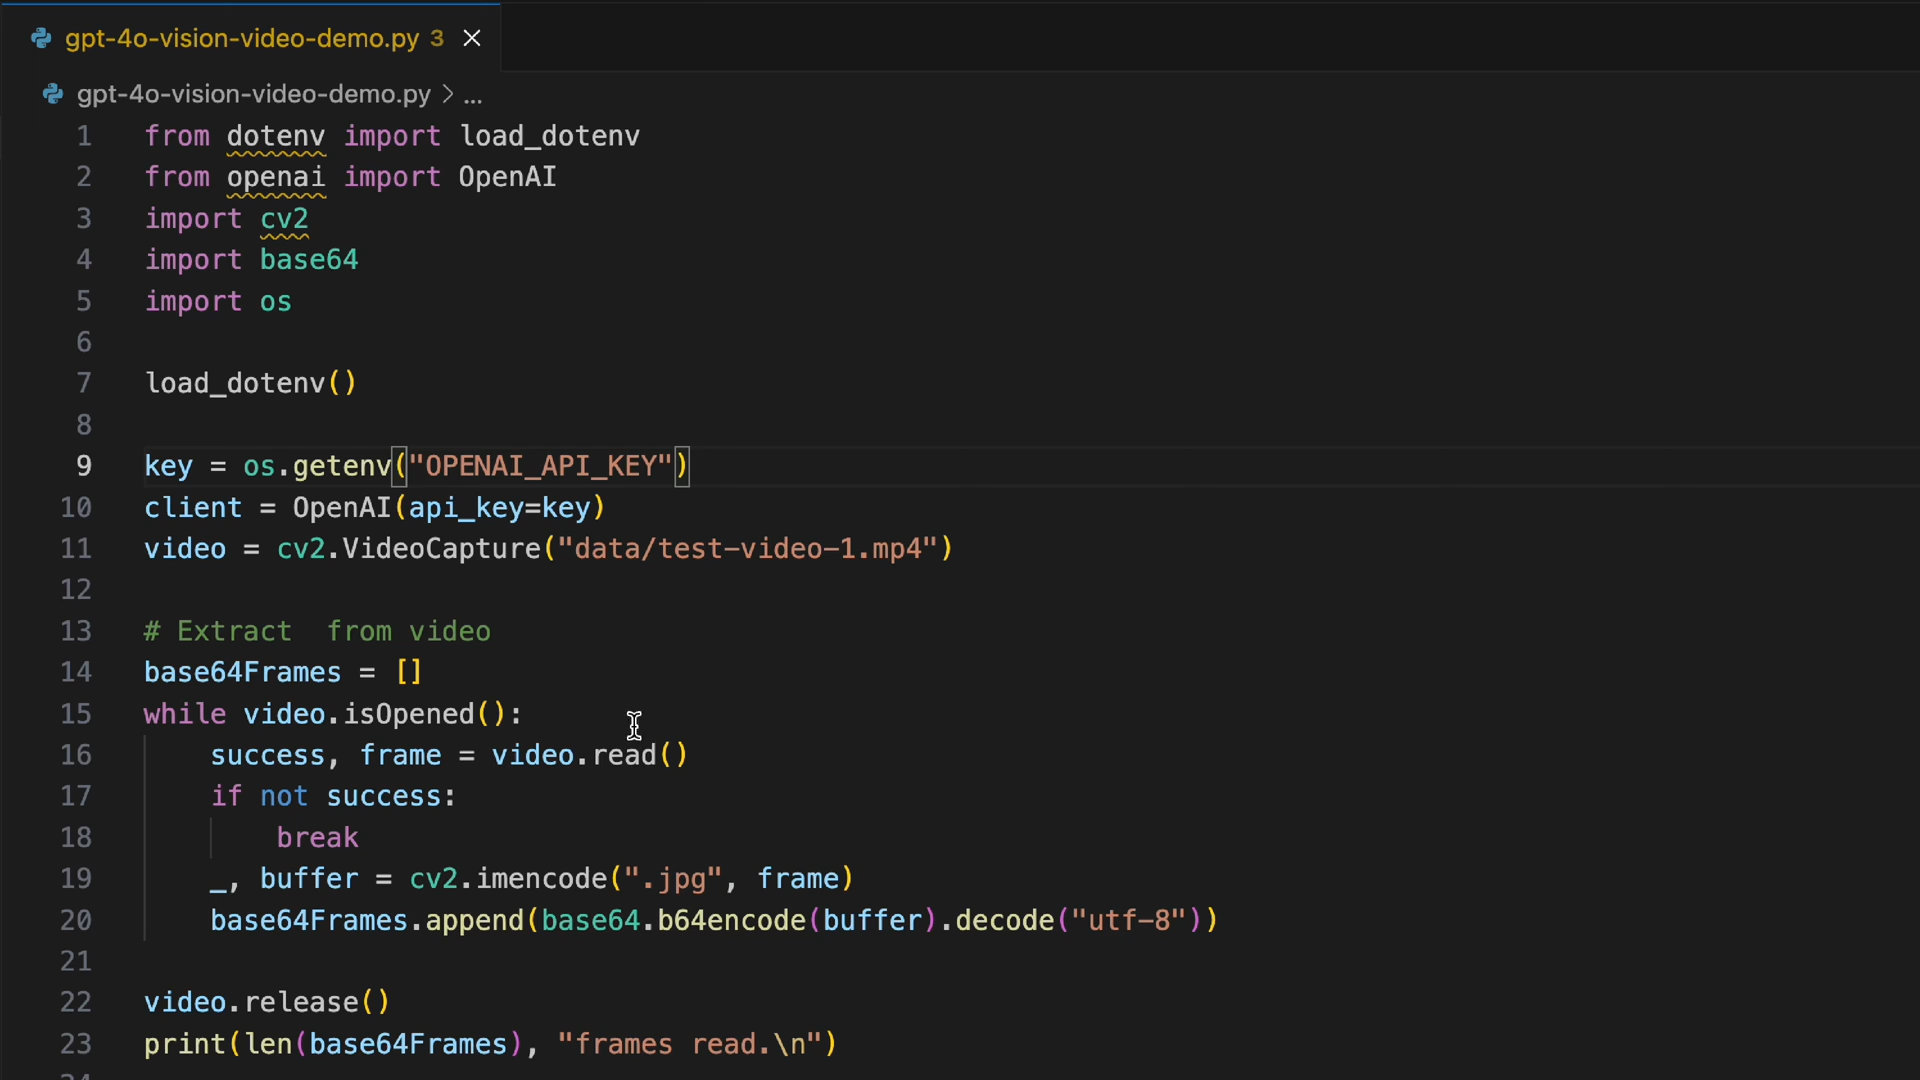 gpt-4o-vision-video-demo.py 3
gpt-4o-vision-video-demo.py > ...
1 from dotenv import load_dotenv
2 from openai import OpenAI
3 import cv2
4 import base64
5 import os
6
7 load_dotenv()
8
9 key = os.getenv("OPENAI_API_KEY")
10 client = OpenAI(api_key=key)
11 video = cv2.VideoCapture("data/test-video-1.mp4")
12
13 # Extract  from video
14 base64Frames = []
15 while video.isOpened():
16     success, frame = video.read()
17     if not success:
18         break
19     _, buffer = cv2.imencode(".jpg", frame)
20     base64Frames.append(base64.b64encode(buffer).decode("utf-8"))
21
22 video.release()
23 print(len(base64Frames), "frames read.\n")